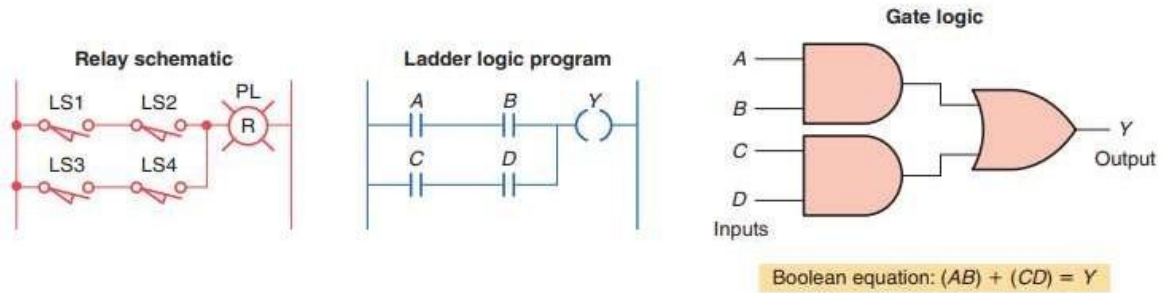 Relay schematic
LS1 LS2 PL
R
LS3 LS4
Ladder logic program
A B Y
C D
Gate logic
A
B
C
D
Inputs
Y
Output
Boolean equation: (AB) + (CD) = Y